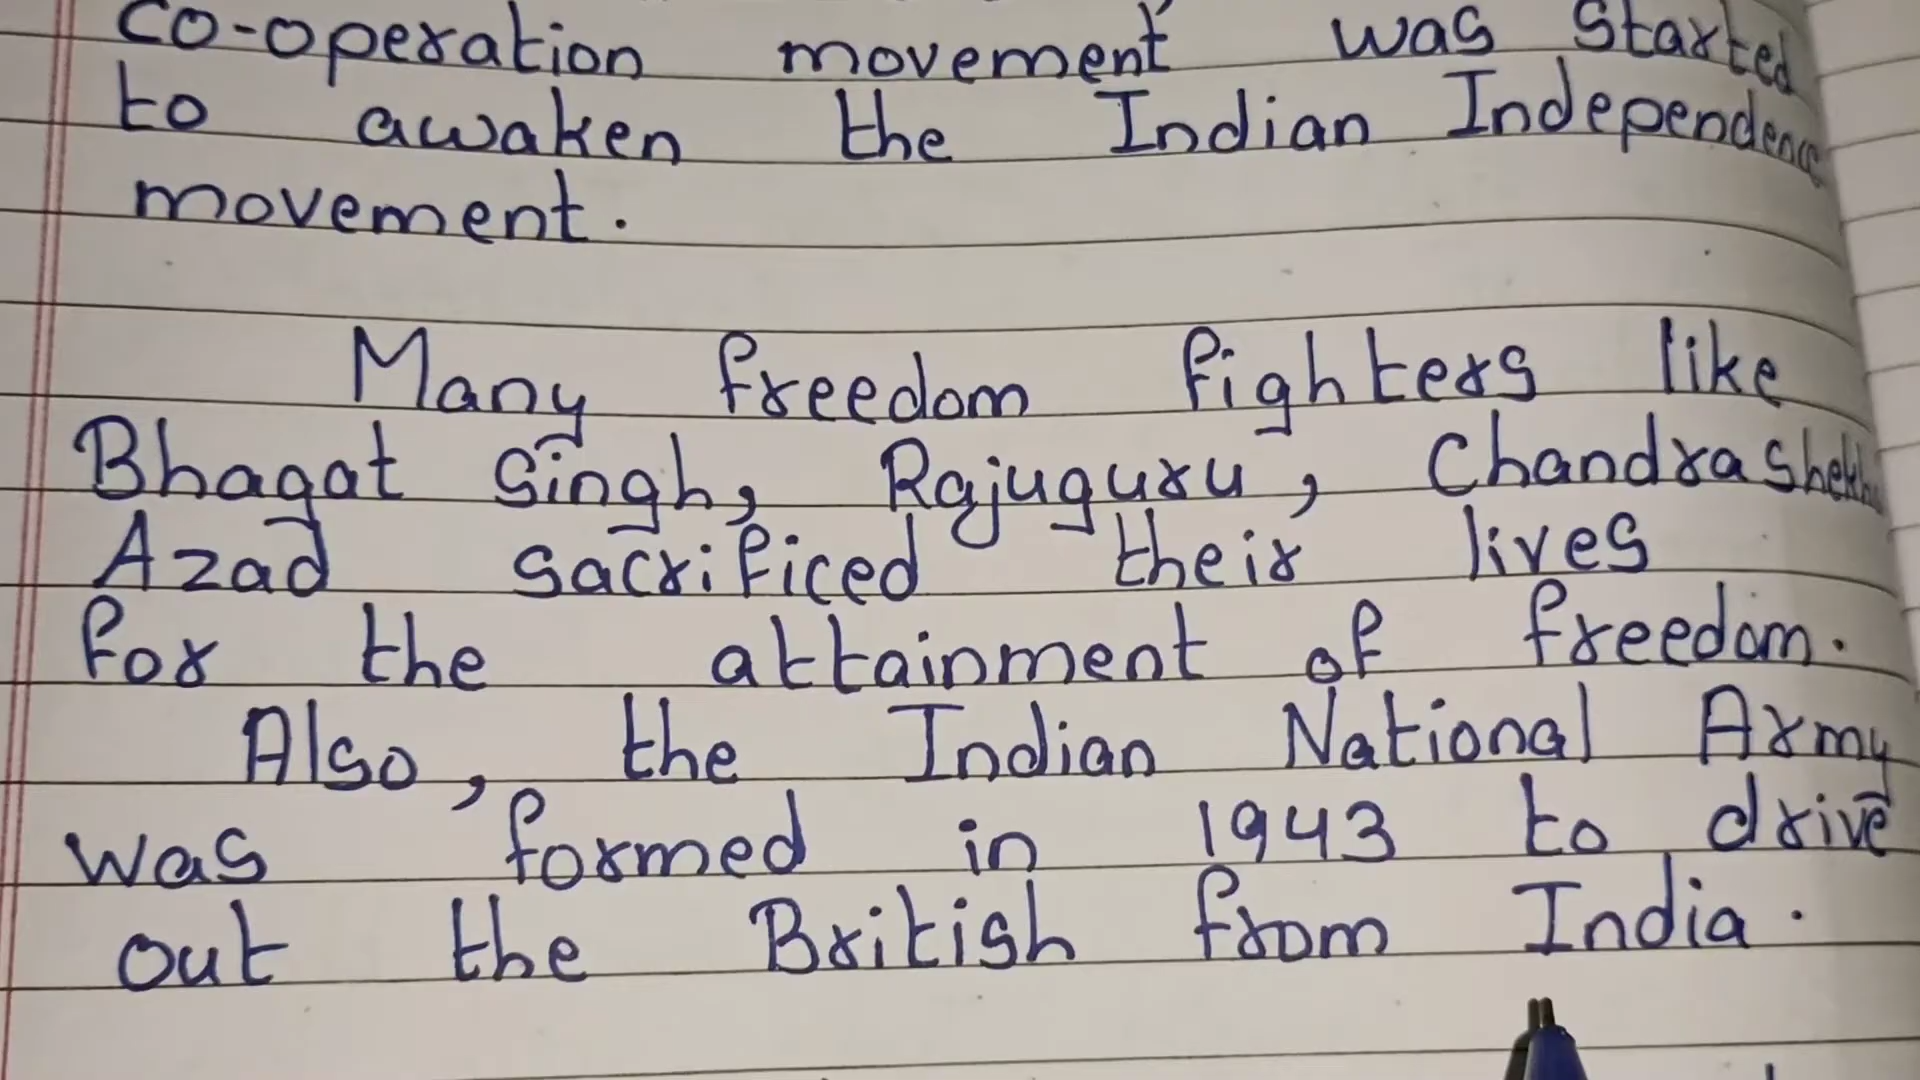 co-operation movement was started
to awaken the Indian Independence
movement.
Many freedom fighters like
Bhagat Singh, Rajuguru, Chandrashekh
Azad sacrificed their lives
for the attainment of freedom.
Also, the Indian National Army
was formed in 1943 to drive
out the British from India.